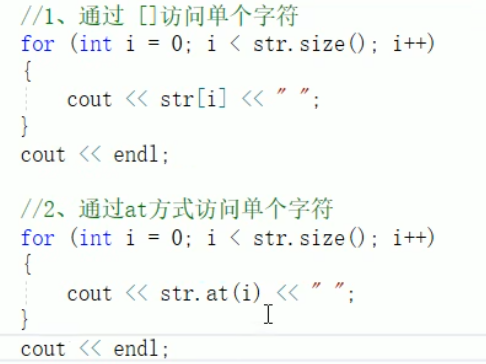 //1、通过 []访问单个字符
for (int i = 0; i < str.size(); i++)
{
cout << str[i] << " ";
}
cout << endl;
//2、通过at方式访问单个字符
for (int i = 0; i < str.size(); i++)
{
cout << str.at(i) << " ";
}
cout << endl;